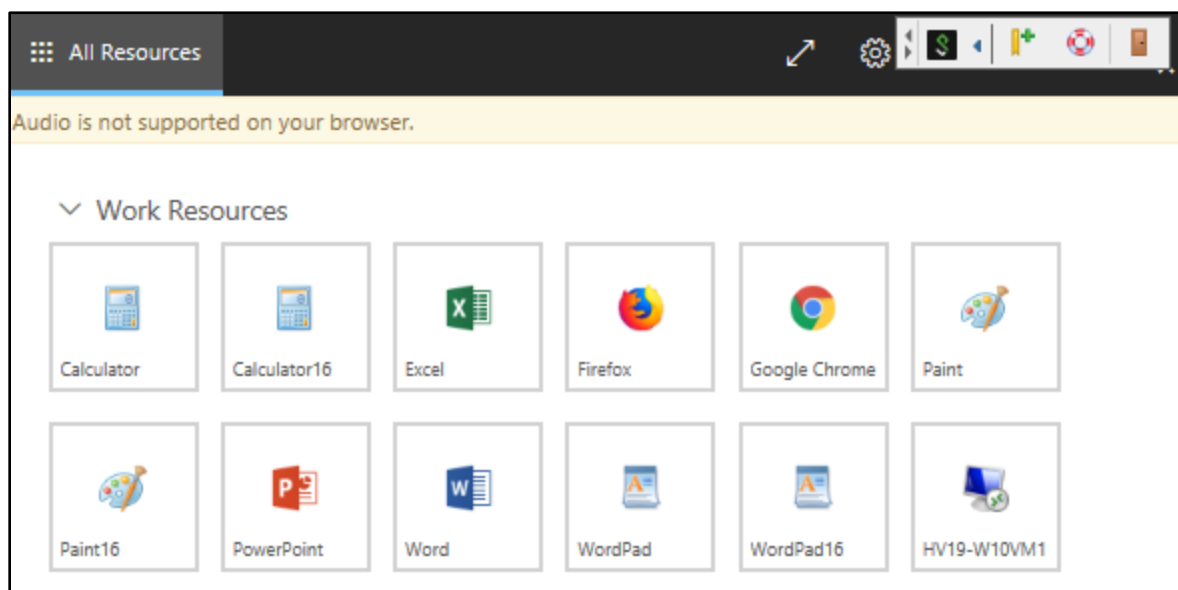 All Resources
Audio is not supported on your browser.
Work Resources
Calculator
Calculator16
Excel
Firefox
Google Chrome
Paint
Paint16
PowerPoint
Word
WordPad
WordPad16
HV19-W10VM1